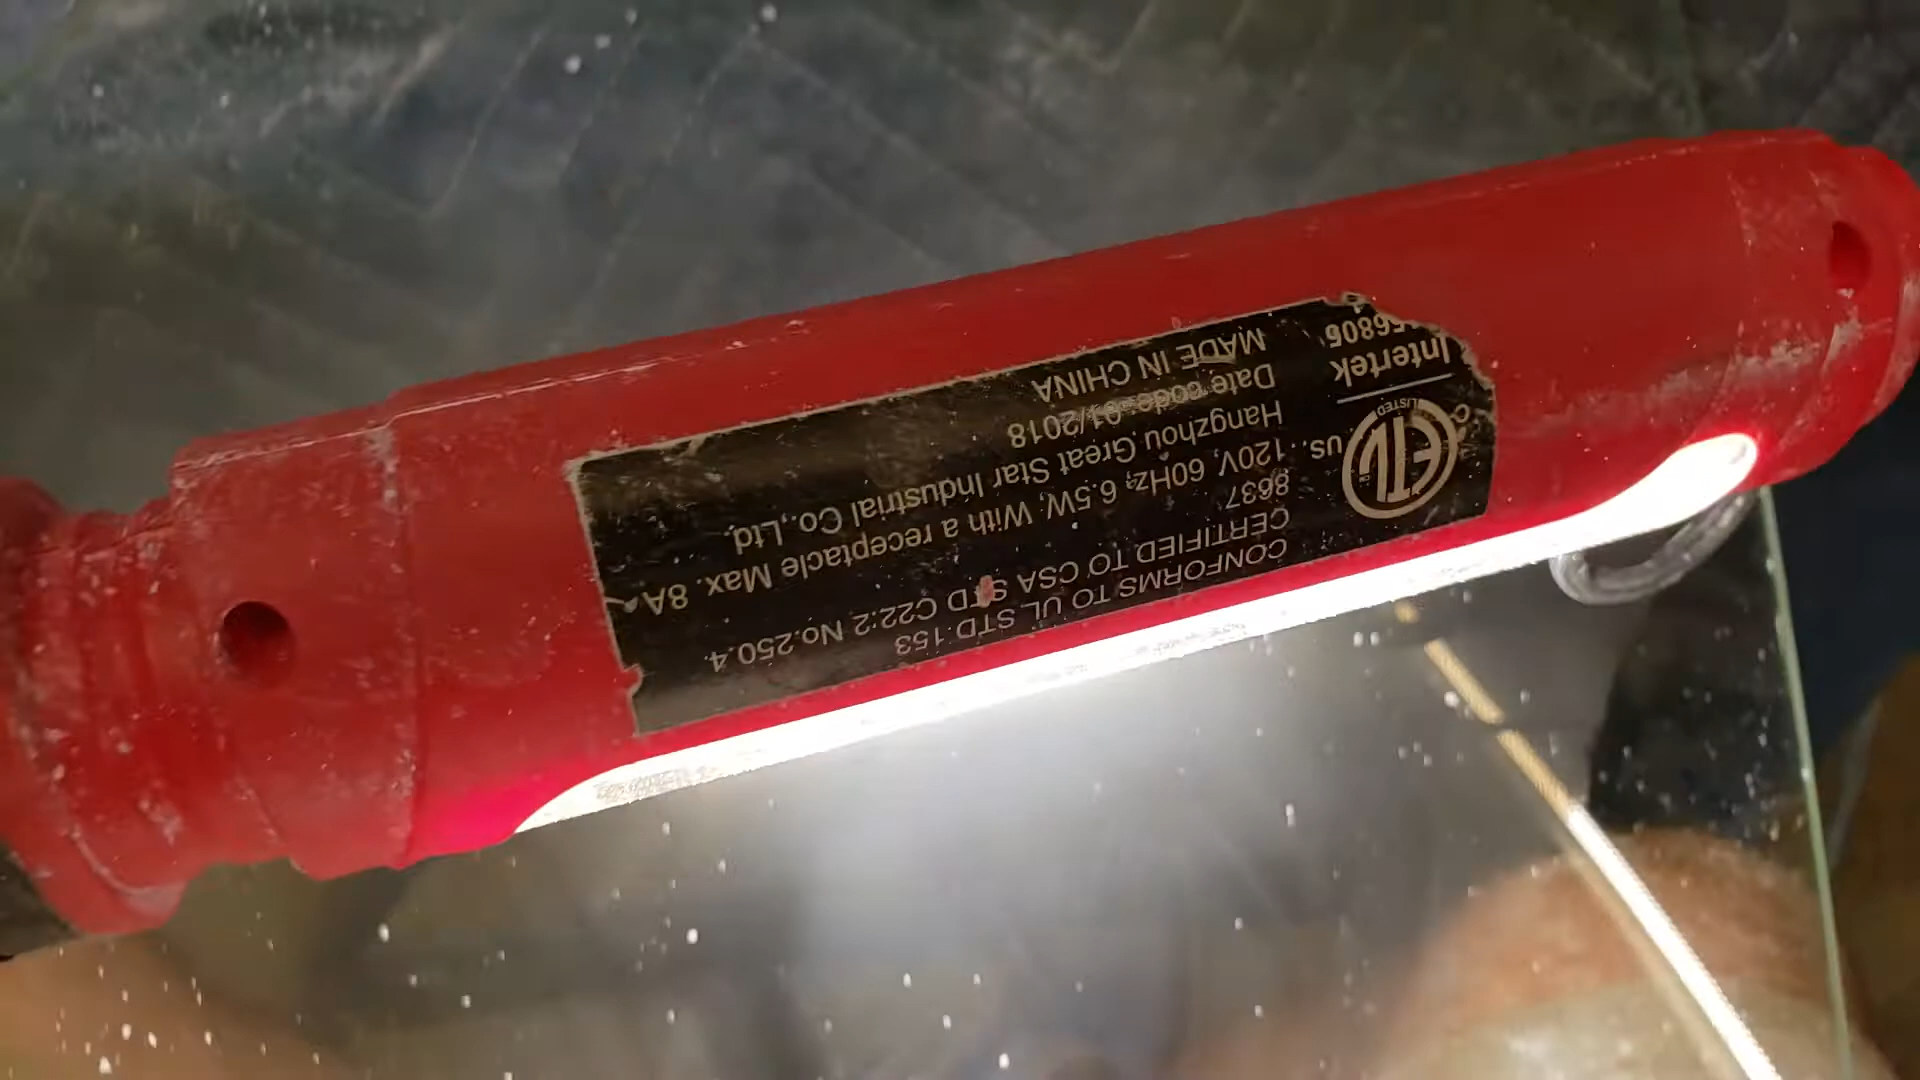 CONFORMS TO UL STD.153
CERTIFIED TO CSA STD C22.2 No.250.4.
8637
120V, 60Hz, 6.5W, With a receptacle Max. 8A
Hangzhou Great Star Industrial Co.,Ltd.
Date code:01/2018
MADE IN CHINA
ETL
LISTED
C
US
Intertek